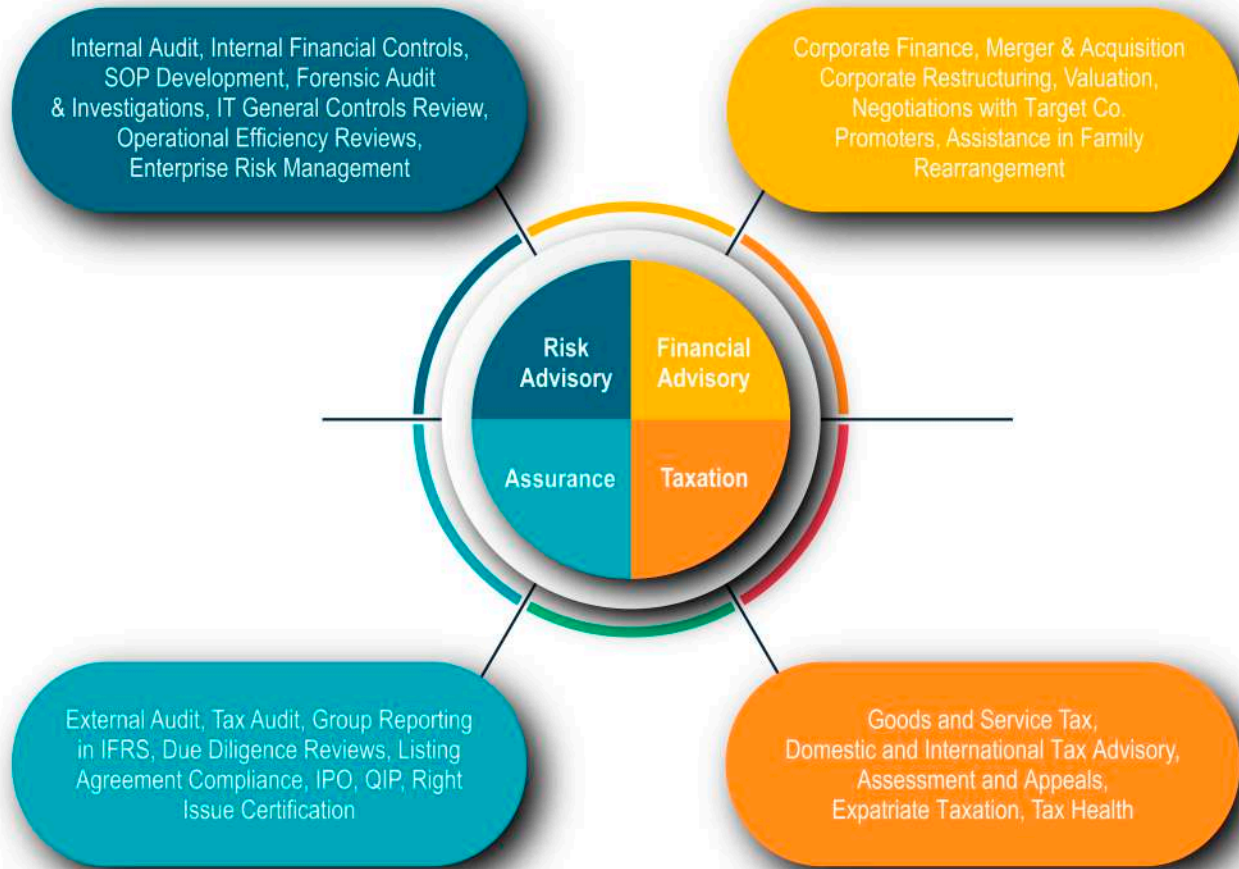 Internal Audit, Internal Financial Controls,
SOP Development, Forensic Audit
& Investigations, IT General Controls Review,
Operational Efficiency Reviews,
Enterprise Risk Management
Corporate Finance, Merger & Acquisition
Corporate Restructuring, Valuation,
Negotiations with Target Co.
Promoters, Assistance in Family
Rearrangement
Risk
Advisory
Financial
Advisory
Assurance
Taxation
External Audit, Tax Audit, Group Reporting
in IFRS, Due Diligence Reviews, Listing
Agreement Compliance, IPO, QIP, Right
Issue Certification
Goods and Service Tax,
Domestic and International Tax Advisory,
Assessment and Appeals,
Expatriate Taxation, Tax Health